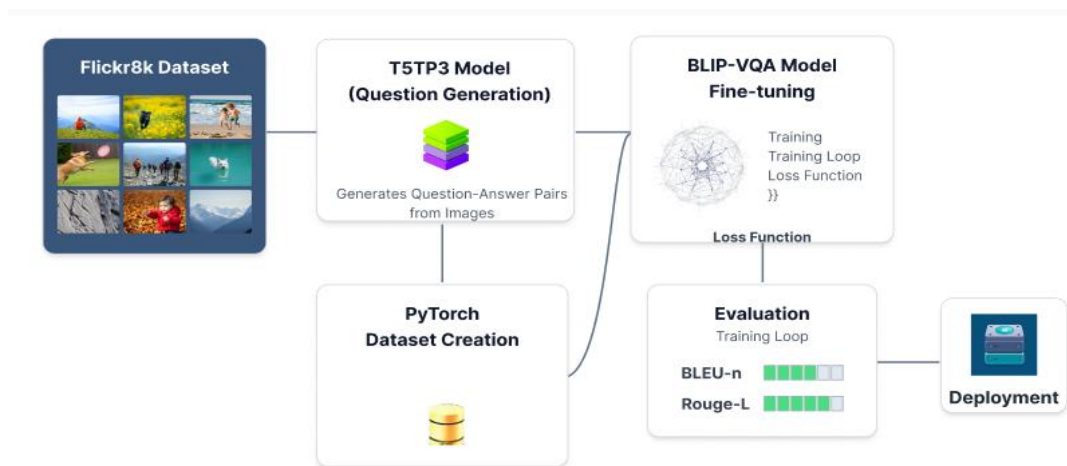 Flickr8k Dataset
T5TP3 Model
(Question Generation)
Generates Question-Answer Pairs
from Images
BLIP-VQA Model
Fine-tuning
Training
Training Loop
Loss Function
}}
Loss Function
PyTorch
Dataset Creation
Evaluation
Training Loop
BLEU-n
Rouge-L
Deployment